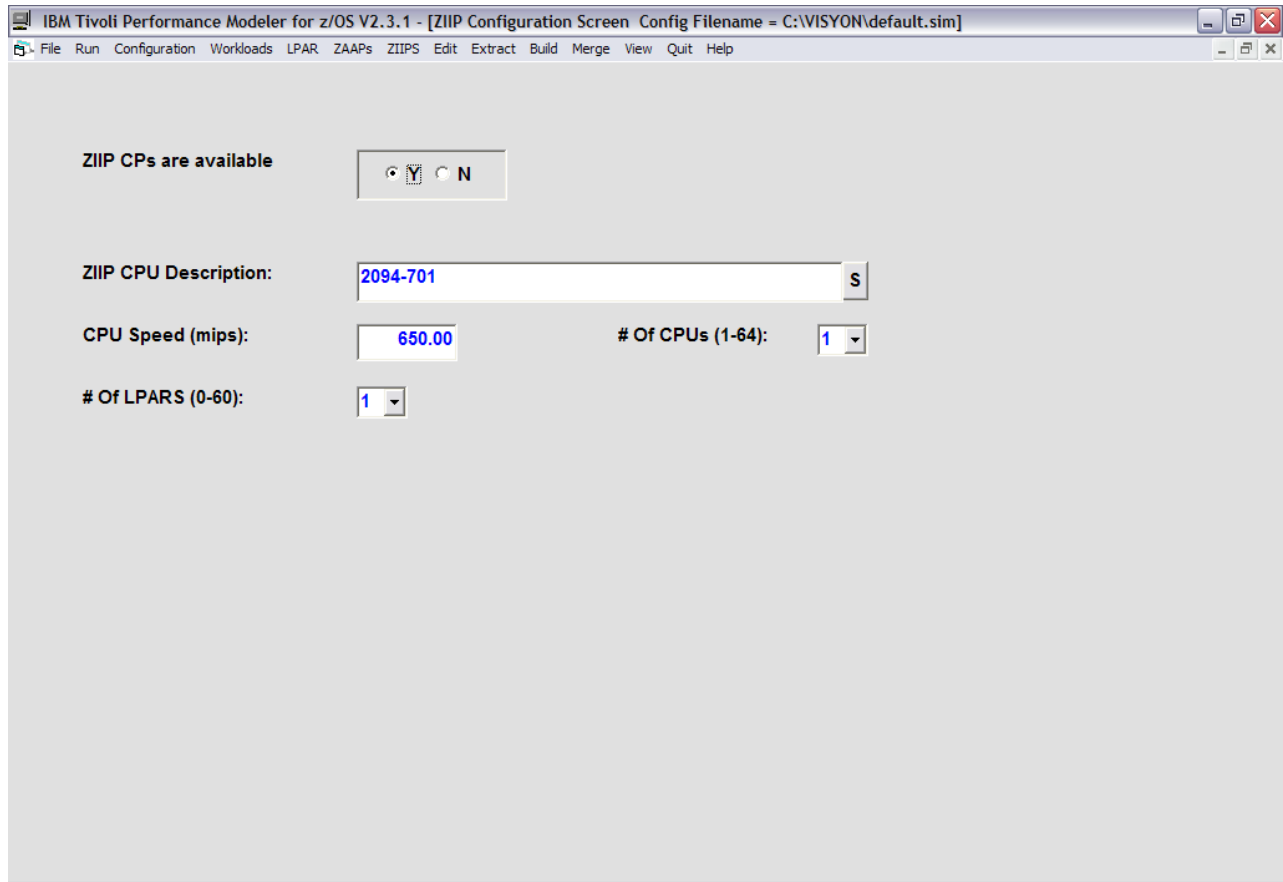 IBM Tivoli Performance Modeler for z/OS V2.3.1 - [ZIIP Configuration Screen Config Filename = C:\VISYON\default.sim]
File Run Configuration Workloads LPAR ZAAPs ZIIPS Edit Extract Build Merge View Quit Help
ZIIP CPs are available Y N
ZIIP CPU Description: 2094-701 S
CPU Speed (mips): 650.00 # Of CPUs (1-64): 1
# Of LPARS (0-60): 1